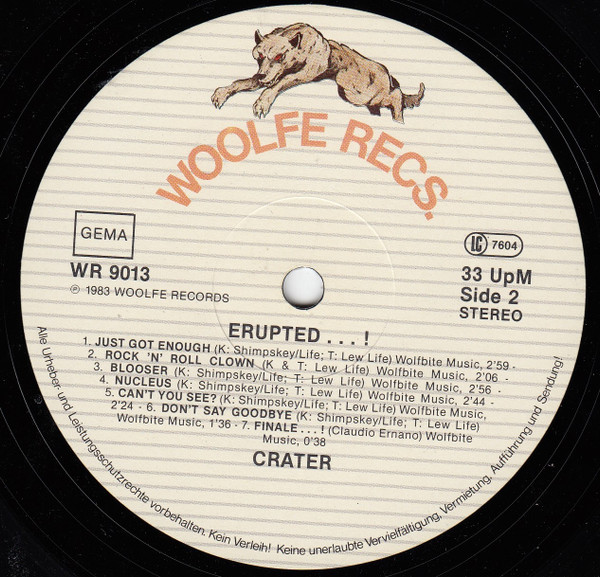 WOOLFE RECS.
GEMA
WR 9013
℗ 1983 WOOLFE RECORDS
LC 7604
33 UpM
Side 2
STEREO
ERUPTED . . . !
1. JUST GOT ENOUGH (K: Shimpskey/Life; T: Lew Life) Wolfbite Music, 2'59 -
2. ROCK 'N' ROLL CLOWN (K & T: Lew Life) Wolfbite Music, 2'06 -
3. BLOOSER (K: Shimpskey/Life; T: Lew Life) Wolfbite Music, 2'56 -
4. NUCLEUS (K: Shimpskey/Life; T: Lew Life) Wolfbite Music, 2'44 -
5. CAN'T YOU SEE? (K: Shimpskey/Life; T: Lew Life) Wolfbite Music,
2'24 - 6. DON'T SAY GOODBYE (K: Shimpskey/Life; T: Lew Life)
Wolfbite Music, 1'36 - 7. FINALE . . . ! (Claudio Ernano) Wolfbite
Music, 0'38
CRATER
Alle Urheber- und Leistungsschutzrechte vorbehalten. Kein Verleih! Keine unerlaubte Vervielfältigung, Vermietung, Aufführung und Sendung!